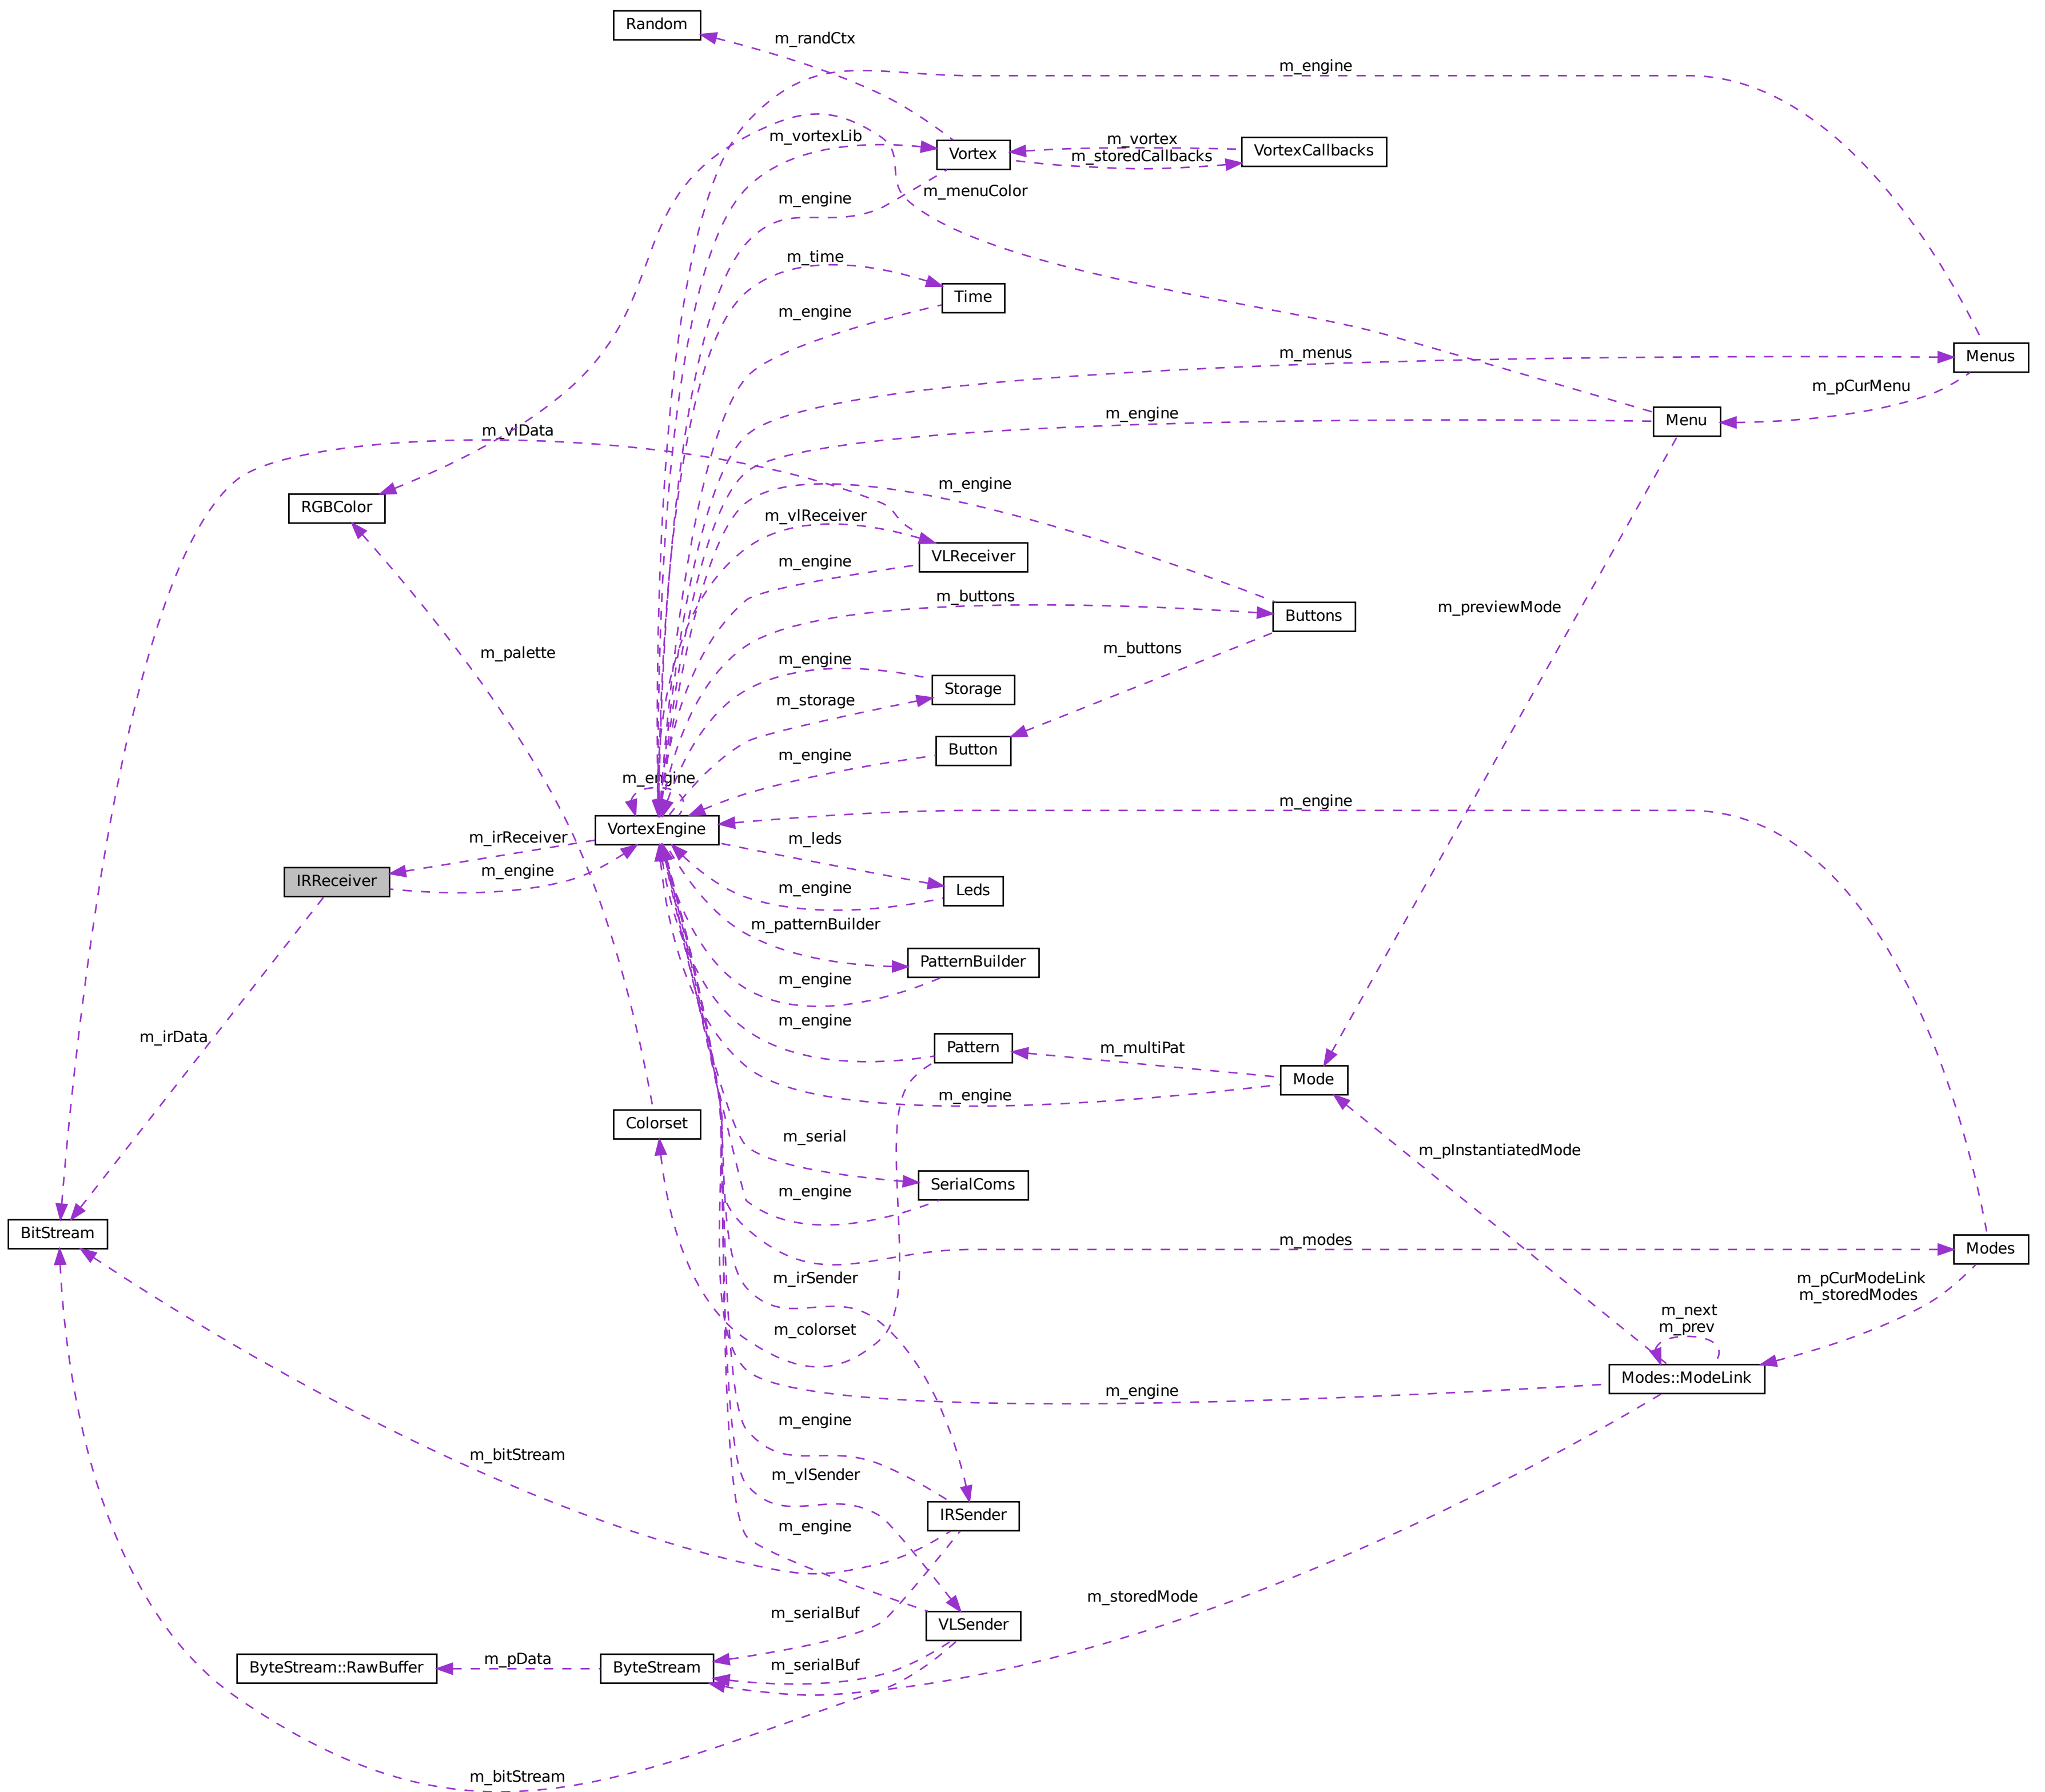 Random
m_randCtx
m_engine
m_vortexLib
Vortex
m_vortex
m_storedCallbacks
VortexCallbacks
m_menuColor
m_engine
m_time
Time
m_engine
m_menus
Menus
m_pCurMenu
m_engine
Menu
m_vlData
m_engine
RGBColor
m_vlReceiver
VLReceiver
m_engine
m_buttons
Buttons
m_previewMode
m_palette
m_engine
m_buttons
Storage
m_storage
m_engine
Button
m_engine
VortexEngine
m_engine
m_irReceiver
m_leds
IRReceiver
m_engine
m_engine
Leds
m_patternBuilder
PatternBuilder
m_engine
m_engine
m_irData
Pattern
m_multiPat
Mode
m_engine
Colorset
m_serial
m_pInstantiatedMode
SerialComs
m_engine
BitStream
m_modes
Modes
m_irSender
m_pCurModeLink
m_storedModes
m_next
m_prev
m_colorset
Modes::ModeLink
m_engine
m_engine
m_bitStream
m_vlSender
IRSender
m_engine
m_storedMode
m_serialBuf
VLSender
ByteStream::RawBuffer
m_pData
ByteStream
m_serialBuf
m_bitStream